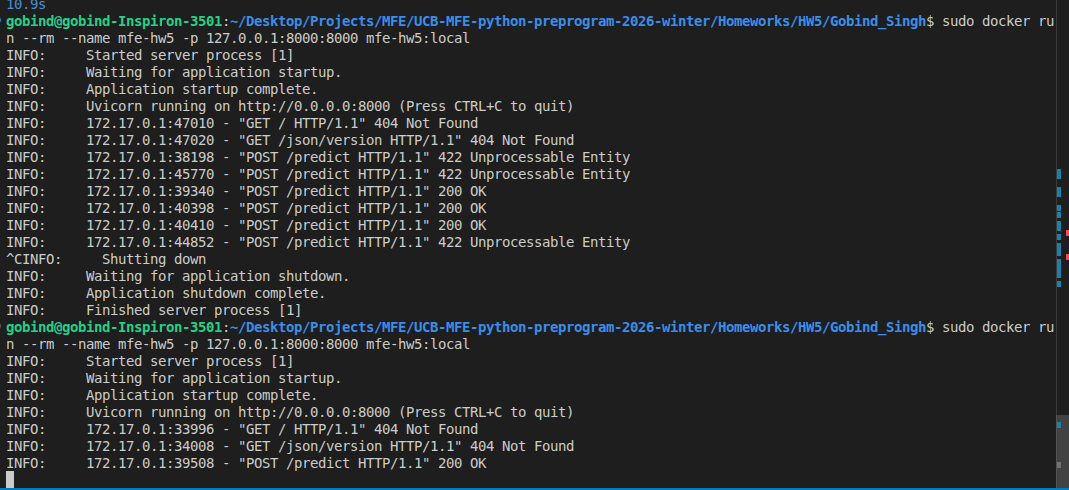 10.9s
gobind@gobind-Inspiron-3501:~/Desktop/Projects/MFE/UCB-MFE-python-preprogram-2026-winter/Homeworks/HW5/Gobind_Singh$ sudo docker ru
n --rm --name mfe-hw5 -p 127.0.0.1:8000:8000 mfe-hw5:local
INFO:     Started server process [1]
INFO:     Waiting for application startup.
INFO:     Application startup complete.
INFO:     Uvicorn running on http://0.0.0.0:8000 (Press CTRL+C to quit)
INFO:     172.17.0.1:47010 - "GET / HTTP/1.1" 404 Not Found
INFO:     172.17.0.1:47020 - "GET /json/version HTTP/1.1" 404 Not Found
INFO:     172.17.0.1:38198 - "POST /predict HTTP/1.1" 422 Unprocessable Entity
INFO:     172.17.0.1:45770 - "POST /predict HTTP/1.1" 422 Unprocessable Entity
INFO:     172.17.0.1:39340 - "POST /predict HTTP/1.1" 200 OK
INFO:     172.17.0.1:40398 - "POST /predict HTTP/1.1" 200 OK
INFO:     172.17.0.1:40410 - "POST /predict HTTP/1.1" 200 OK
INFO:     172.17.0.1:44852 - "POST /predict HTTP/1.1" 422 Unprocessable Entity
^CINFO:     Shutting down
INFO:     Waiting for application shutdown.
INFO:     Application shutdown complete.
INFO:     Finished server process [1]
gobind@gobind-Inspiron-3501:~/Desktop/Projects/MFE/UCB-MFE-python-preprogram-2026-winter/Homeworks/HW5/Gobind_Singh$ sudo docker ru
n --rm --name mfe-hw5 -p 127.0.0.1:8000:8000 mfe-hw5:local
INFO:     Started server process [1]
INFO:     Waiting for application startup.
INFO:     Application startup complete.
INFO:     Uvicorn running on http://0.0.0.0:8000 (Press CTRL+C to quit)
INFO:     172.17.0.1:33996 - "GET / HTTP/1.1" 404 Not Found
INFO:     172.17.0.1:34008 - "GET /json/version HTTP/1.1" 404 Not Found
INFO:     172.17.0.1:39508 - "POST /predict HTTP/1.1" 200 OK